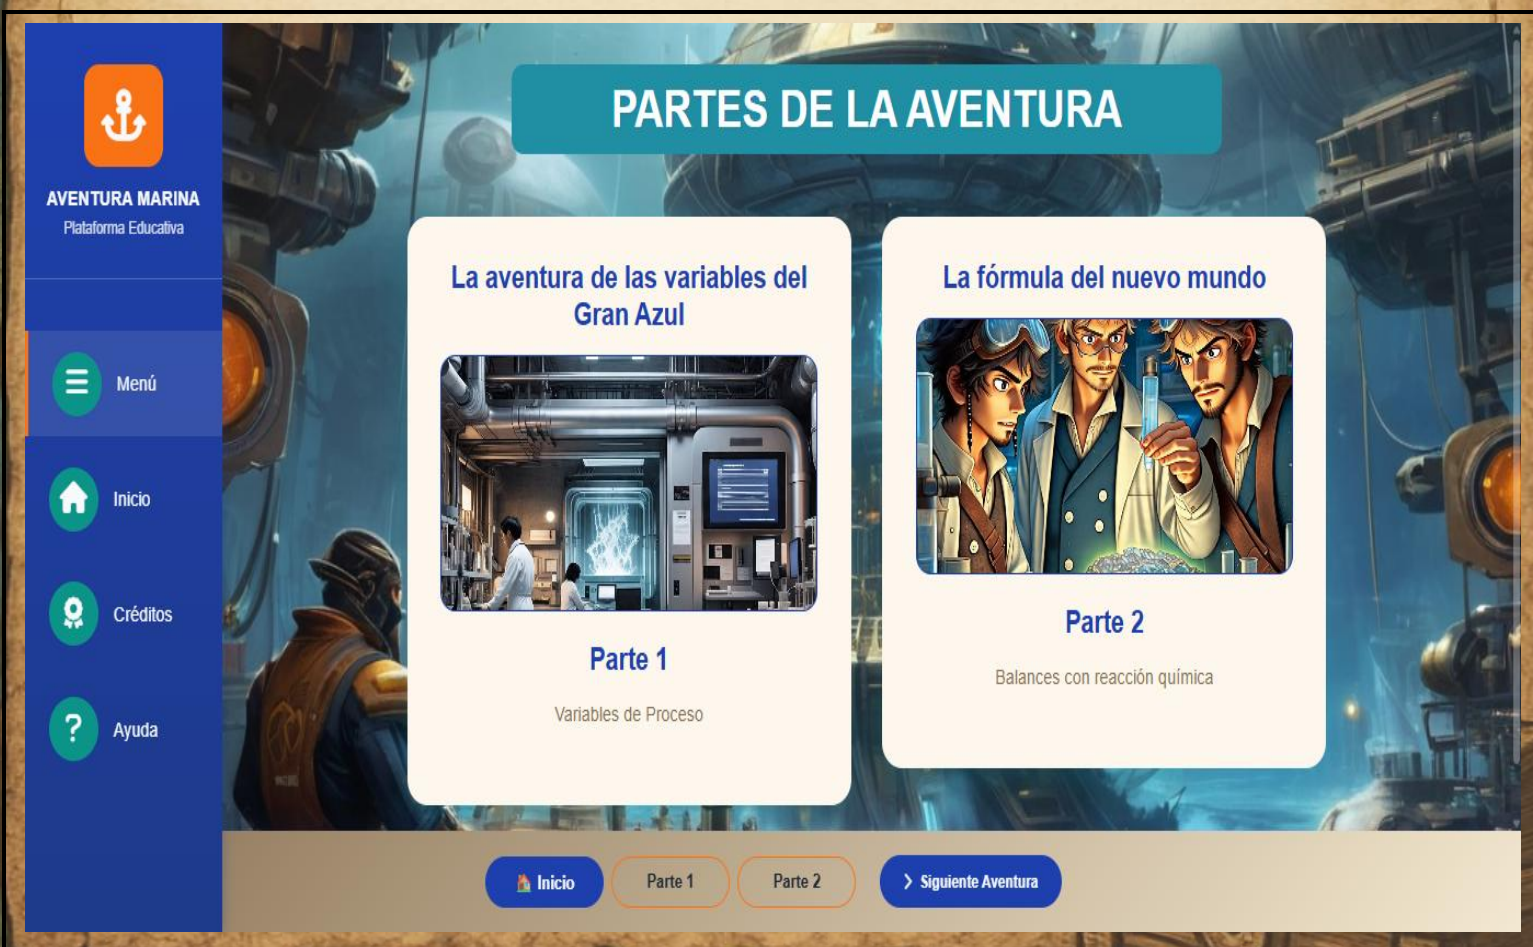 AVENTURA MARINA
Plataforma Educativa
Menú
Inicio
Créditos
Ayuda
PARTES DE LA AVENTURA
La aventura de las variables del
Gran Azul
Parte 1
Variables de Proceso
La fórmula del nuevo mundo
Parte 2
Balances con reacción química
Inicio
Parte 1
Parte 2
Siguiente Aventura